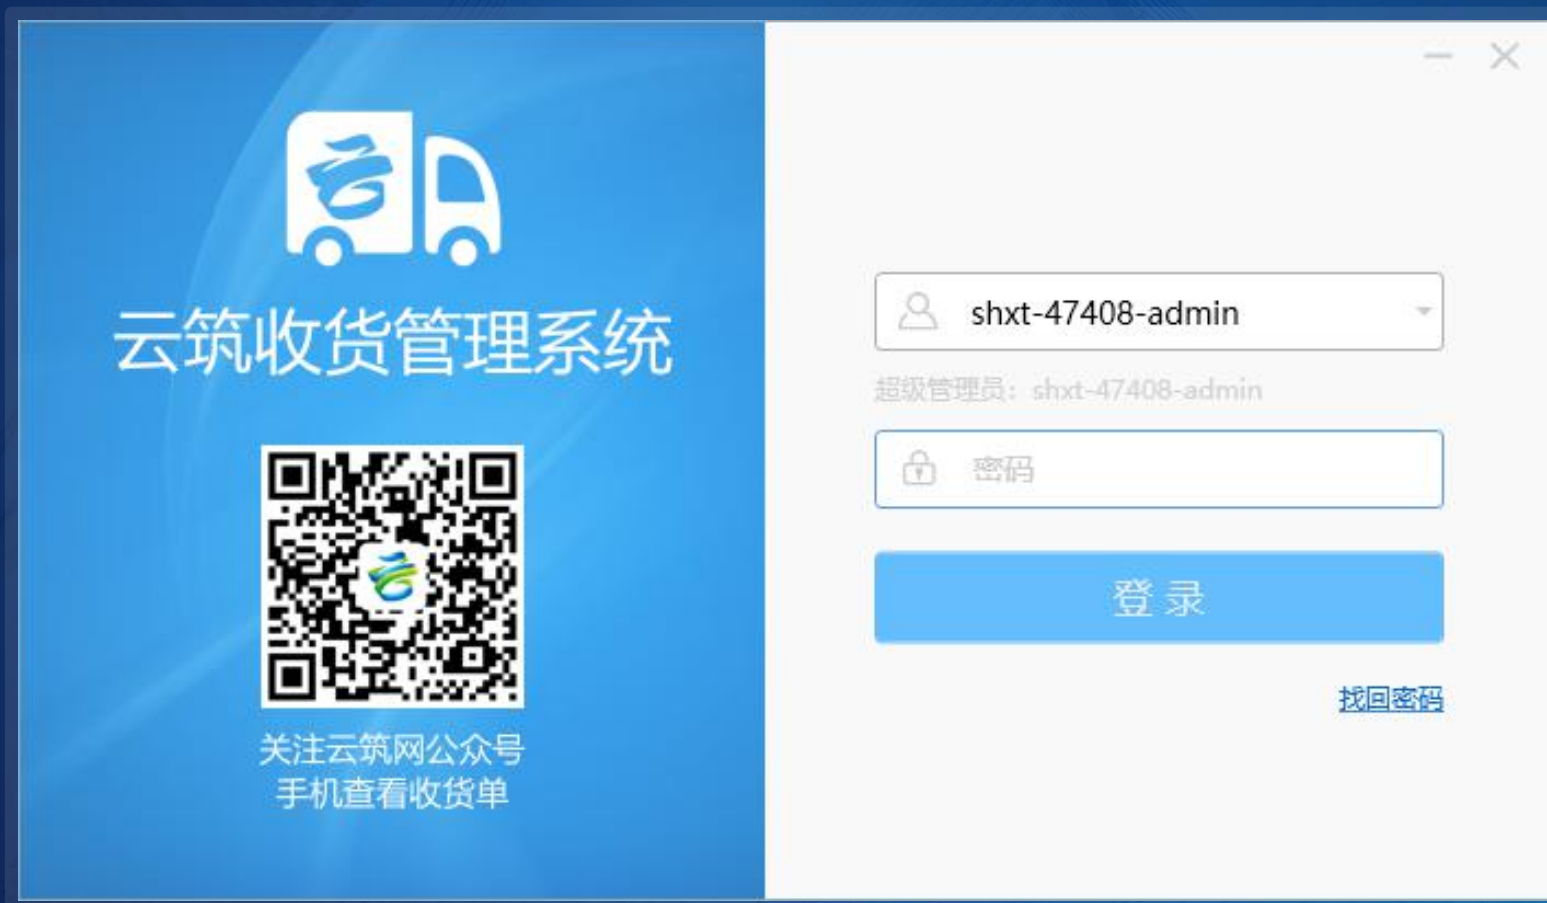 云筑收货管理系统
关注云筑网公众号
手机查看收货单
shxt-47408-admin
超级管理员：shxt-47408-admin
密码
登录
找回密码